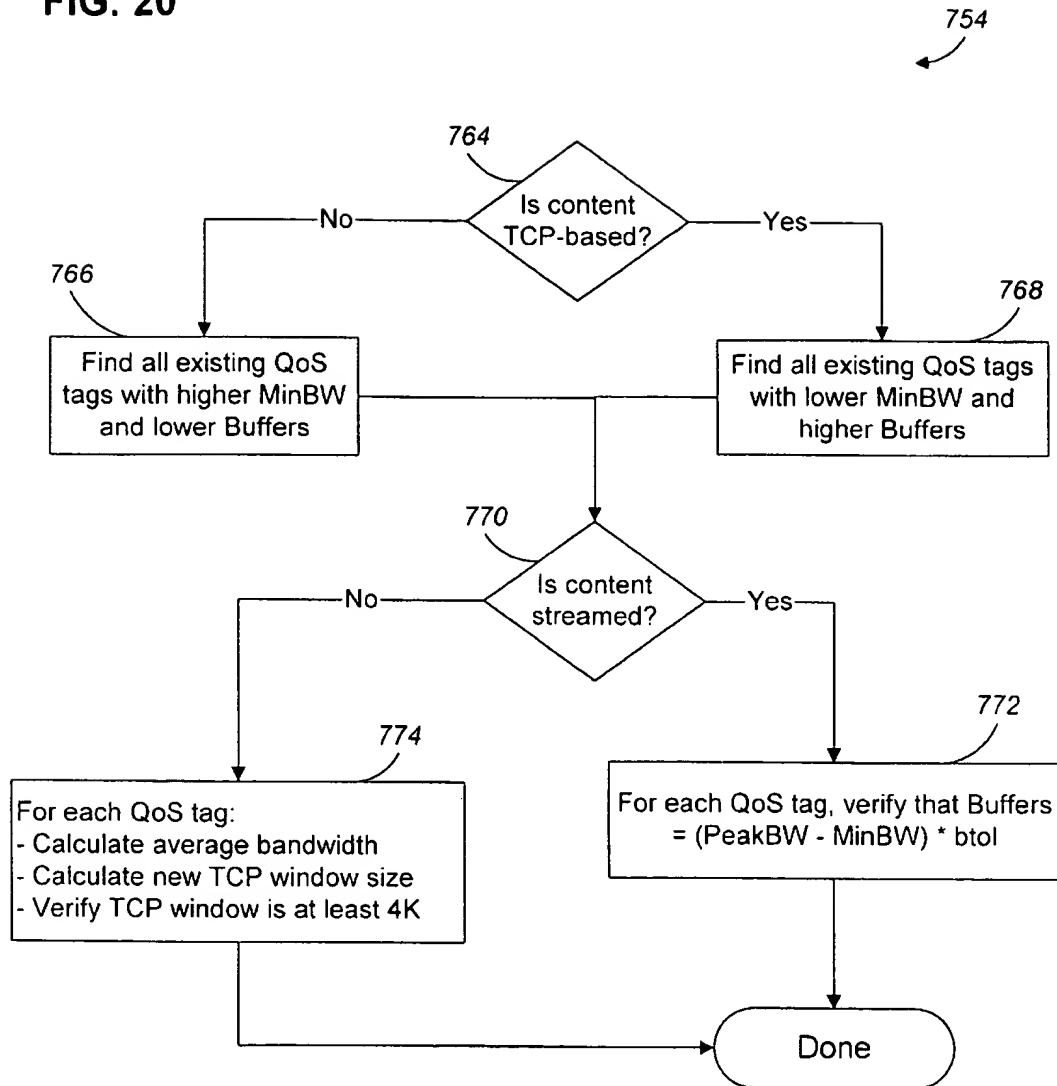 FIG. 20
754
764
Is content
TCP-based?
No
Yes
766
768
Find all existing QoS
tags with higher MinBW
and lower Buffers
Find all existing QoS tags
with lower MinBW and
higher Buffers
770
Is content
streamed?
No
Yes
774
772
For each QoS tag:
- Calculate average bandwidth
- Calculate new TCP window size
- Verify TCP window is at least 4K
For each QoS tag, verify that Buffers
= (PeakBW - MinBW) * btol
Done